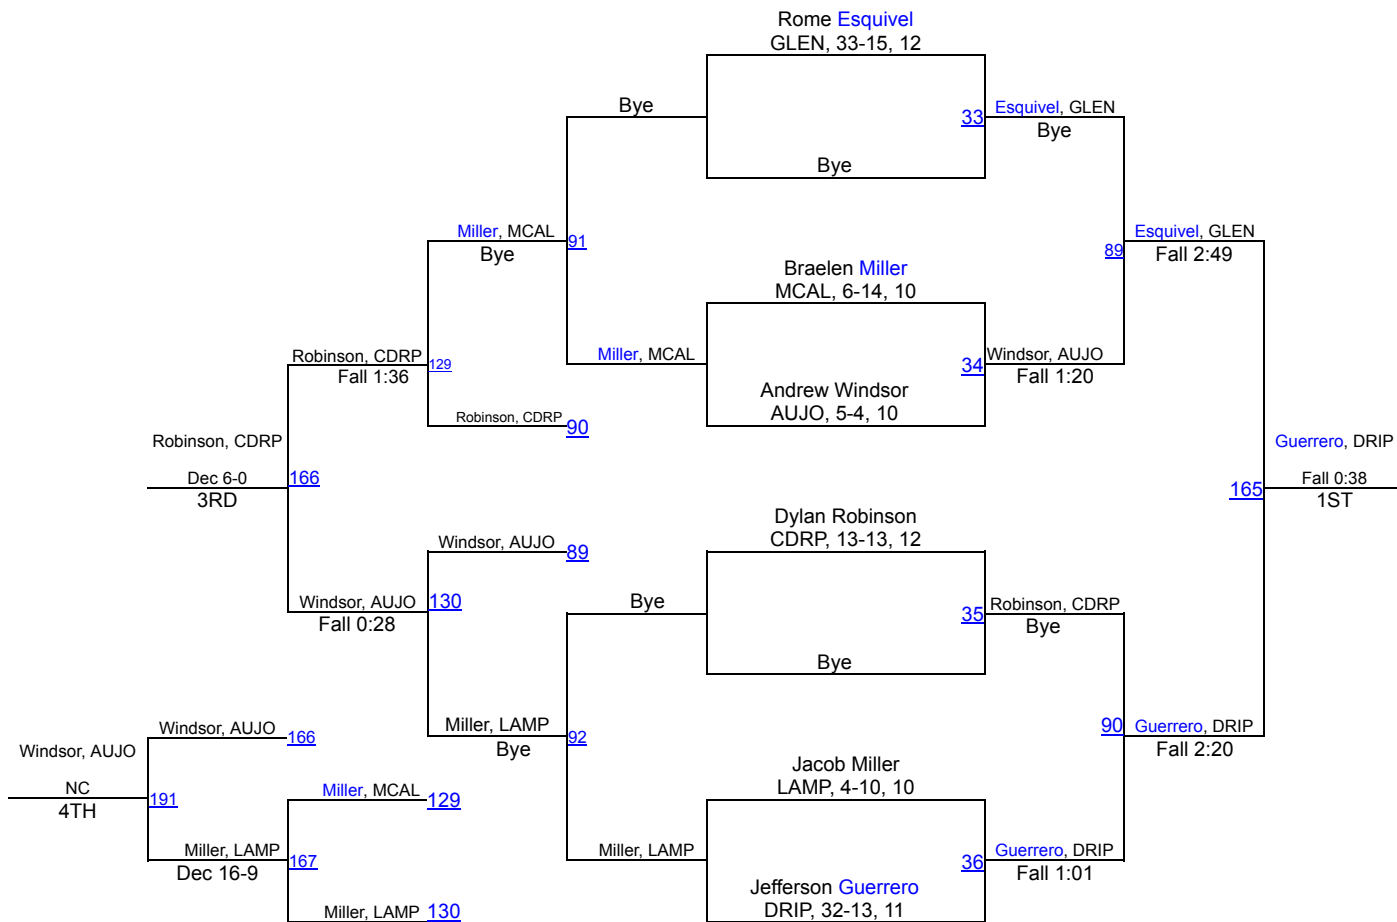 Rome Esquivel
GLEN, 33-15, 12
Bye
33
Esquivel, GLEN
Bye
Bye
Miller, MCAL
Bye
91
Esquivel, GLEN
89
Fall 2:49
Braelen Miller
MCAL, 6-14, 10
Robinson, CDRP
Fall 1:36
129
Miller, MCAL
34
Windsor, AUJO
Fall 1:20
Andrew Windsor
AUJO, 5-4, 10
Robinson, CDRP
90
Robinson, CDRP
Dec 6-0
3RD
166
Guerrero, DRIP
165
Fall 0:38
1ST
Dylan Robinson
CDRP, 13-13, 12
Windsor, AUJO
89
Windsor, AUJO
Fall 0:28
130
Bye
35
Robinson, CDRP
Bye
Bye
Miller, LAMP
Bye
92
90
Guerrero, DRIP
Fall 2:20
Windsor, AUJO
166
Windsor, AUJO
NC
4TH
191
Jacob Miller
LAMP, 4-10, 10
Miller, MCAL
129
Miller, LAMP
Dec 16-9
167
Miller, LAMP
36
Guerrero, DRIP
Fall 1:01
Jefferson Guerrero
DRIP, 32-13, 11
Miller, LAMP
130